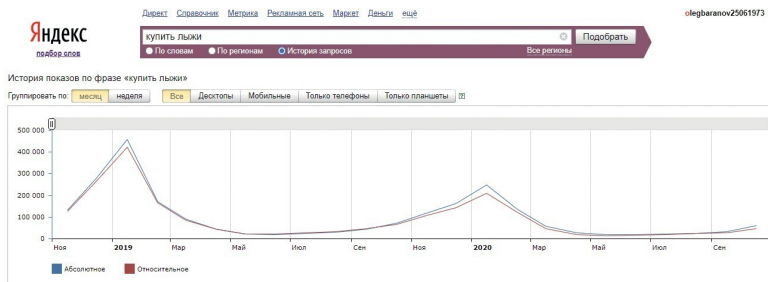 Директ Справочник Метрика Рекламная сеть Маркет Деньги ещё
olegbaranov25061973
Яндекс
подбор слов
купить лыжи
Подобрать
По словам По регионам История запросов Все регионы
История показов по фразе «купить лыжи»
Группировать по: месяц неделя Все Десктопы Мобильные Только телефоны Только планшеты ?
500 000
400 000
300 000
200 000
100 000
0
Ноя 2019 Мар Май Июл Сен Ноя 2020 Мар Май Июл Сен
Абсолютное Относительное